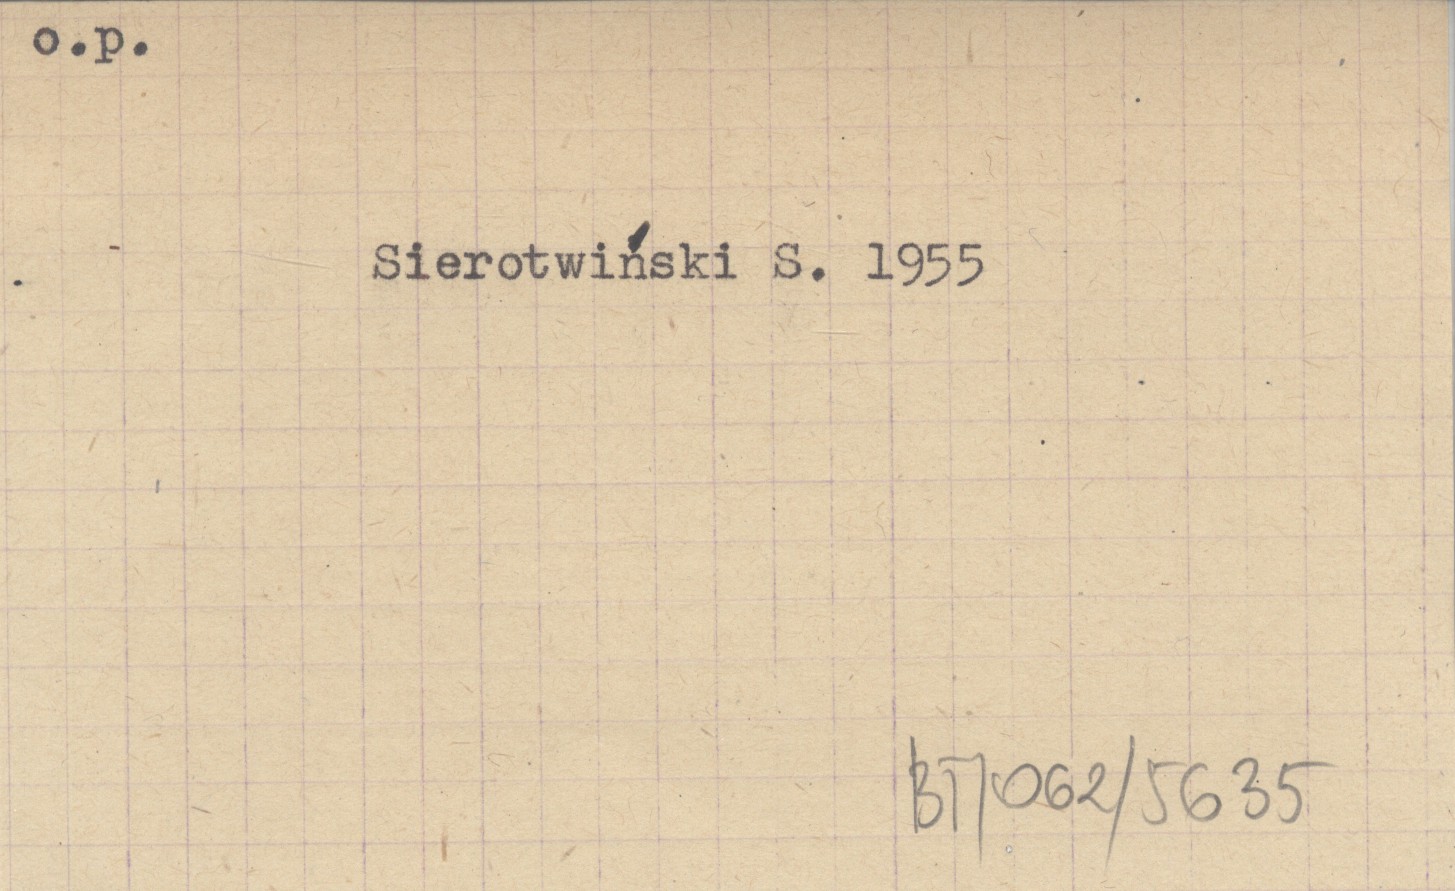 o.p.
Sierotwiński S. 1955
BT/062/5635